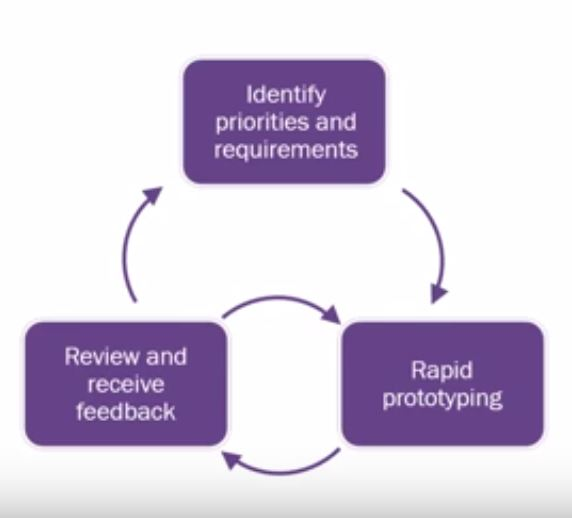 Identify
priorities and
requirements
Review and
receive
feedback
Rapid
prototyping